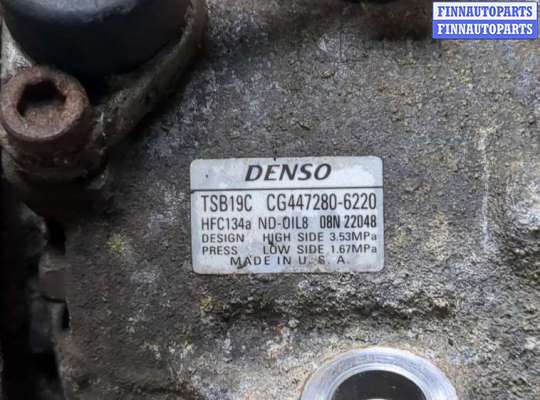 FINNAUTOPARTS
FINNAUTOPARTS
DENSO
TSB19C CG447280-6220
HFC134a ND-OIL8 08N 22048
DESIGN HIGH SIDE 3.53MPa
PRESS LOW SIDE 1.67MPa
MADE IN U. S. A.